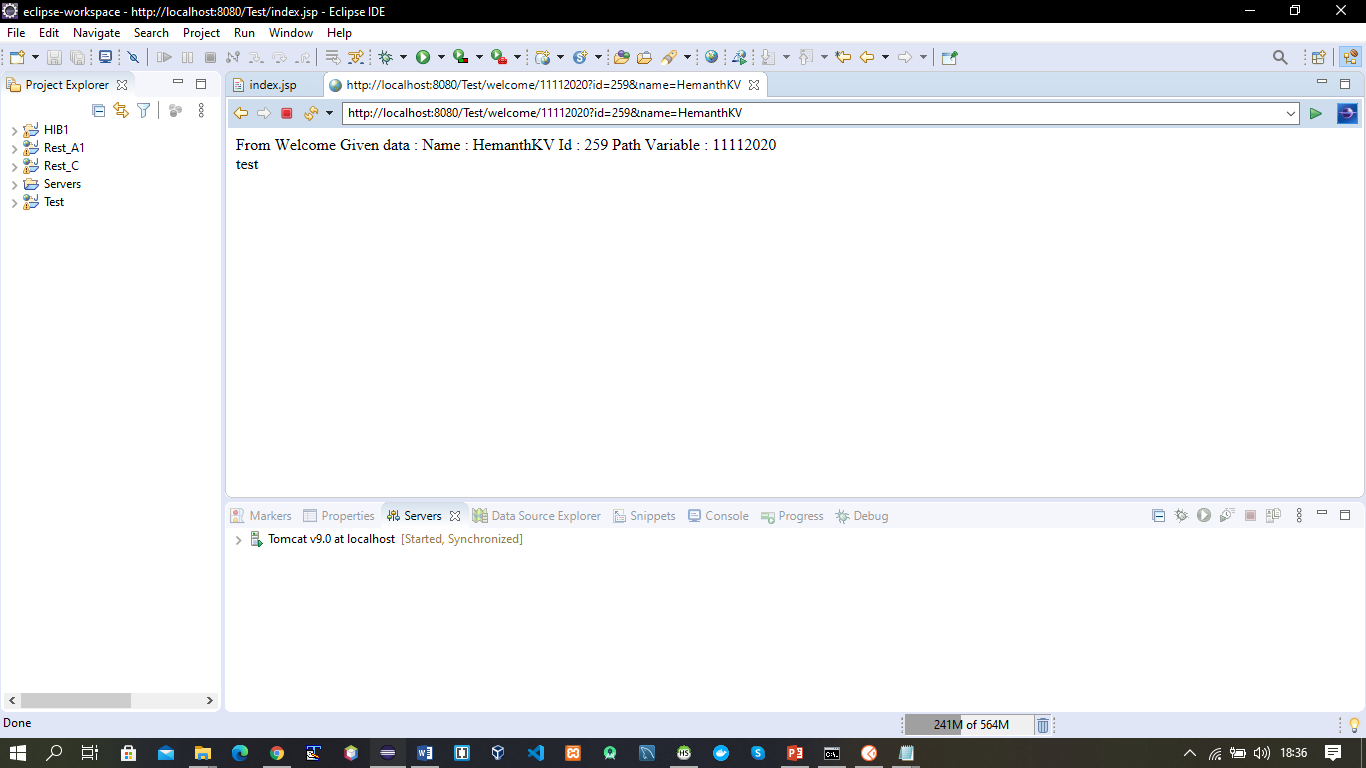 eclipse-workspace - http://localhost:8080/Test/index.jsp - Eclipse IDE
File Edit Navigate Search Project Run Window Help
Project Explorer
index.jsp
http://localhost:8080/Test/welcome/11112020?id=259&name=HemanthKV
http://localhost:8080/Test/welcome/11112020?id=259&name=HemanthKV
HIB1
Rest_A1
Rest_C
Servers
Test
From Welcome Given data : Name : HemanthKV Id : 259 Path Variable : 11112020
test
Markers Properties Servers Data Source Explorer Snippets Console Progress Debug
Tomcat v9.0 at localhost [Started, Synchronized]
Done
241M of 564M
18:36